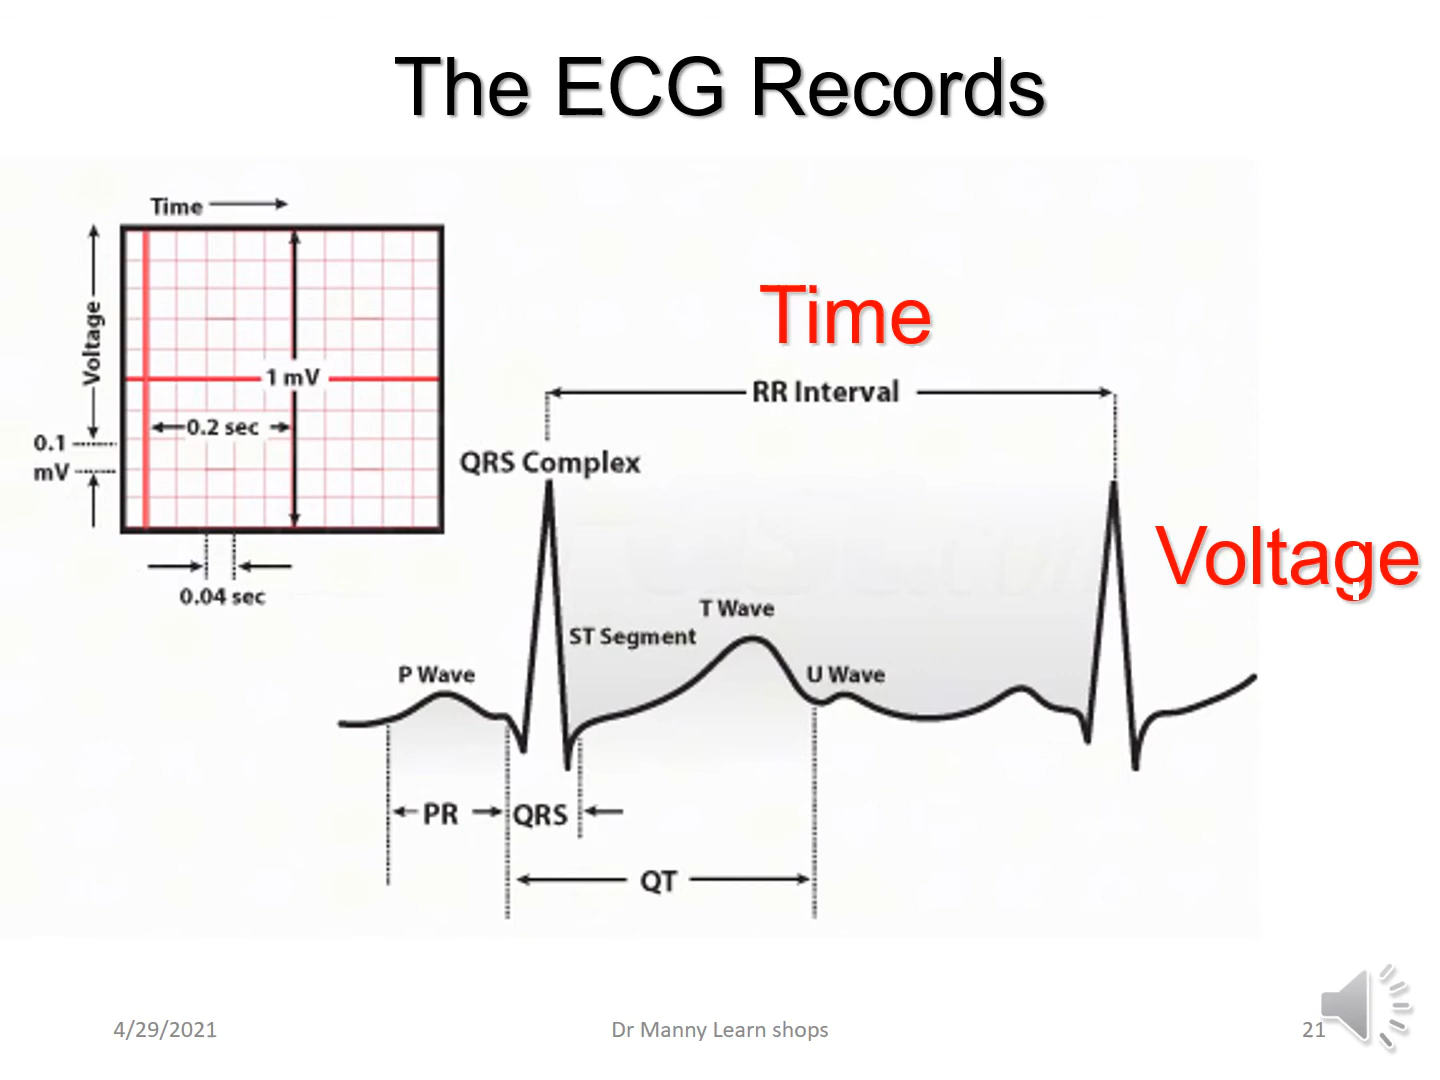 The ECG Records
Time
Voltage
1 mV
0.2 sec
0.1
mV
0.04 sec
Time
RR Interval
QRS Complex
Voltage
T Wave
ST Segment
P Wave
U Wave
PR
QRS
QT
4/29/2021
Dr Manny Learn shops
21